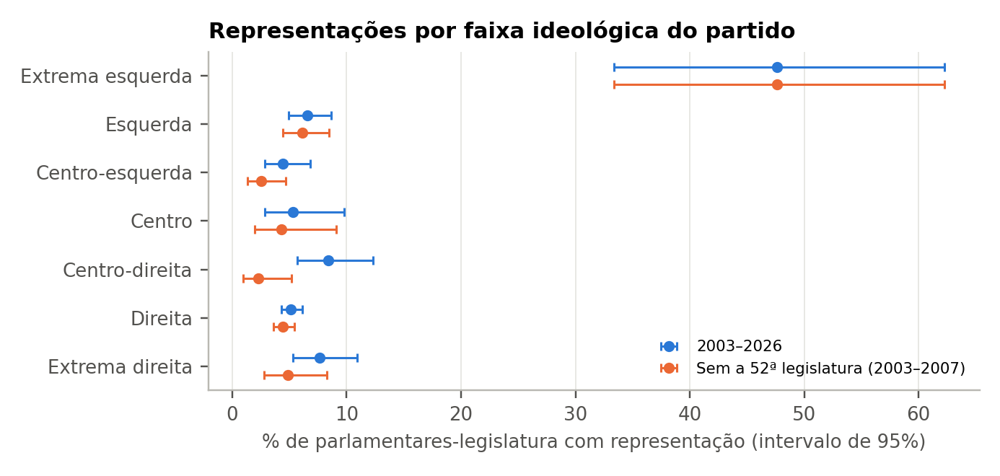 Representações por faixa ideológica do partido
Extrema esquerda
Esquerda
Centro-esquerda
Centro
Centro-direita
Direita
Extrema direita
2003–2026
Sem a 52ª legislatura (2003–2007)
0 10 20 30 40 50 60
% de parlamentares-legislatura com representação (intervalo de 95%)